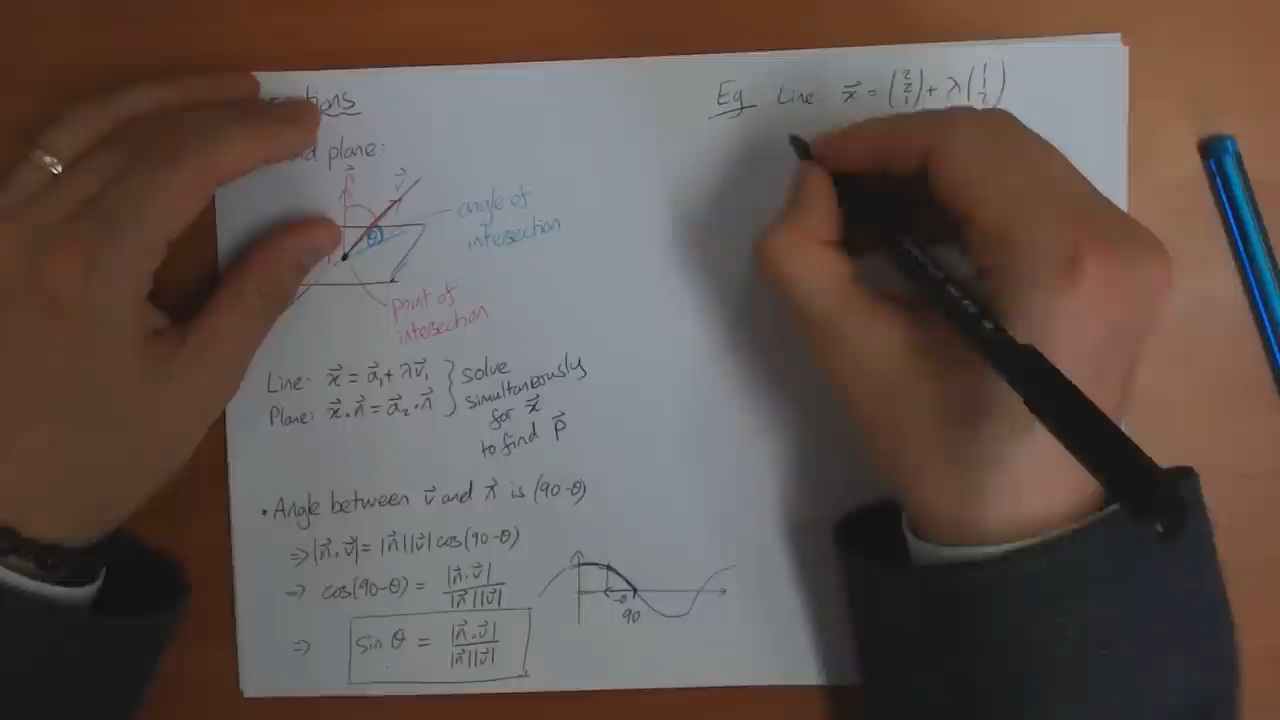 plane:
n⃗
v⃗
θ
angle of
intersection
point of
intersection
Line: x⃗ = a⃗₁ + λv⃗₁
Plane: x⃗.n⃗ = a⃗₂.n⃗
} solve
simultaneously
for x⃗
to find p⃗
• Angle between v⃗ and n⃗ is (90-θ)
⇒ |n⃗.v⃗| = |n⃗||v⃗| cos(90-θ)
⇒ cos(90-θ) = |n⃗.v⃗| / |n⃗||v⃗|
-θ
90
⇒ sin θ = |n⃗.v⃗| / |n⃗||v⃗|
Eg Line x⃗ = (2 2 1) + λ(1 1 2)